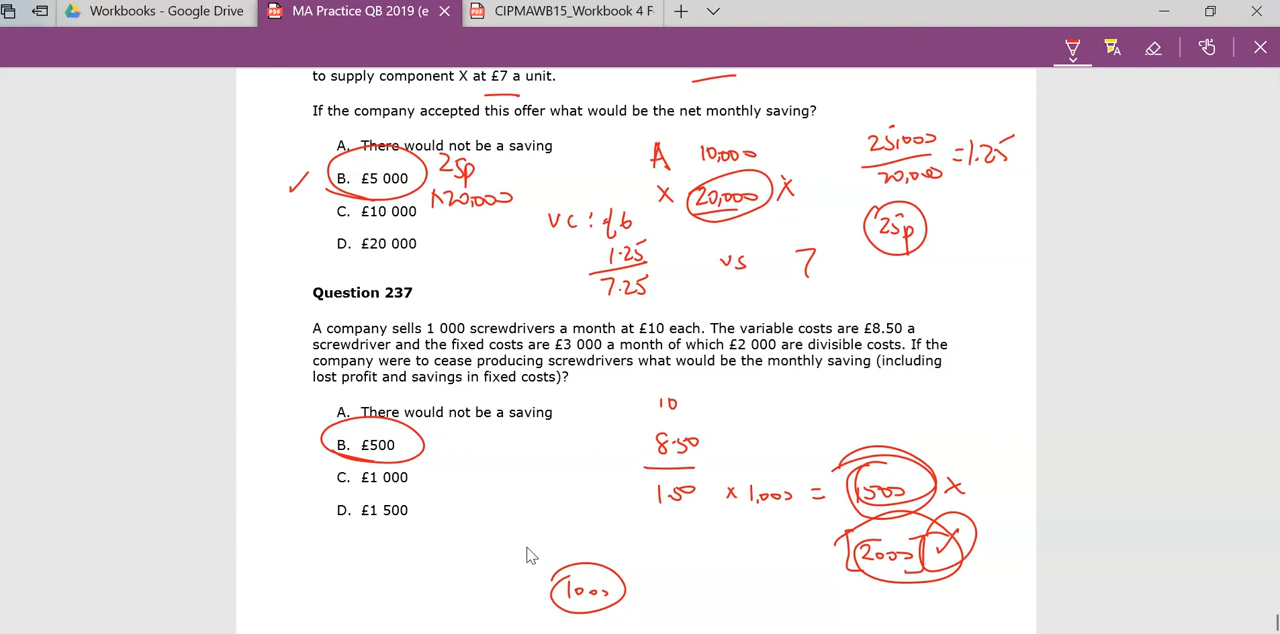 Workbooks - Google Drive
MA Practice QB 2019 (e
CIPMAWB15_Workbook 4 F
to supply component X at £7 a unit.
If the company accepted this offer what would be the net monthly saving?
A. There would not be a saving
B. £5 000
C. £10 000
D. £20 000
25p
x20,000
A 10,000
X 20,000 X
25,000
20,000
=1.25
25p
VC: 6
1.25
7.25
vs 7
Question 237
A company sells 1 000 screwdrivers a month at £10 each. The variable costs are £8.50 a
screwdriver and the fixed costs are £3 000 a month of which £2 000 are divisible costs. If the
company were to cease producing screwdrivers what would be the monthly saving (including
lost profit and savings in fixed costs)?
A. There would not be a saving
B. £500
C. £1 000
D. £1 500
10
8.50
1.50 x 1,000 = 1500 X
[2000] ✓
1000